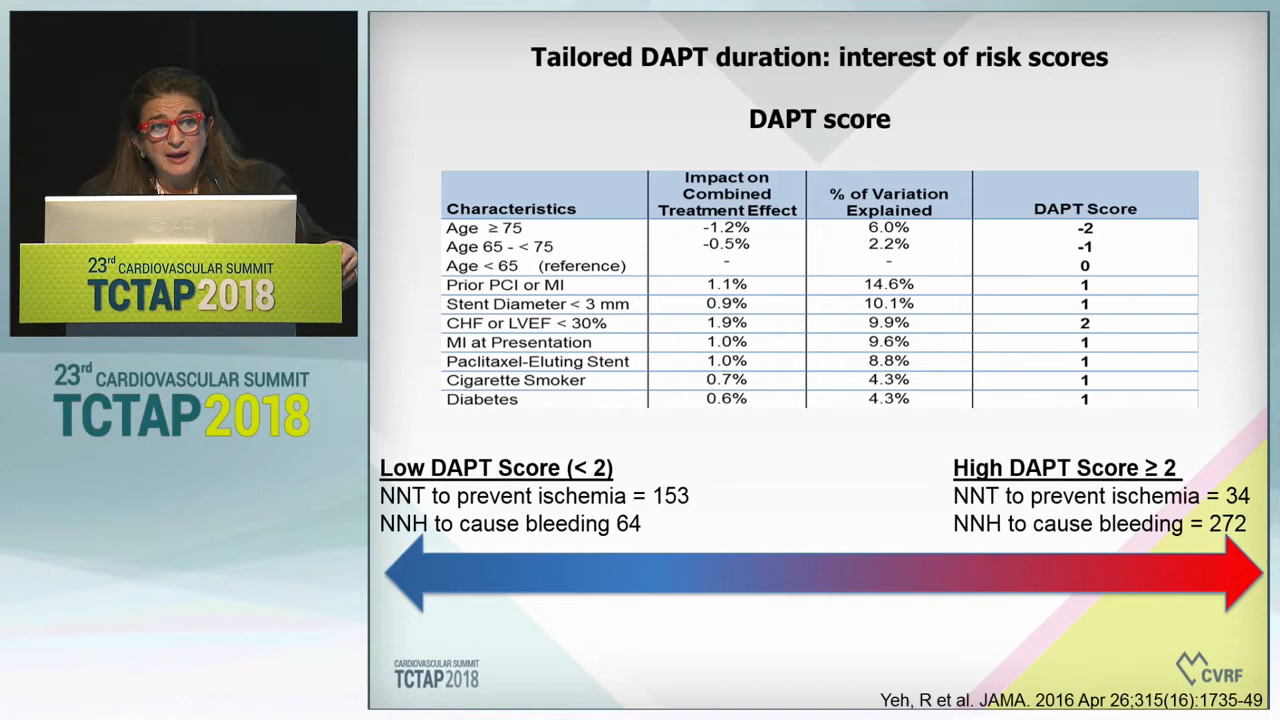 Tailored DAPT duration: interest of risk scores
DAPT score
Characteristics | Impact on Combined Treatment Effect | % of Variation Explained | DAPT Score
Age ≥ 75 | -1.2% | 6.0% | -2
Age 65 - < 75 | -0.5% | 2.2% | -1
Age < 65 (reference) | - | - | 0
Prior PCI or MI | 1.1% | 14.6% | 1
Stent Diameter < 3 mm | 0.9% | 10.1% | 1
CHF or LVEF < 30% | 1.9% | 9.9% | 2
MI at Presentation | 1.0% | 9.6% | 1
Paclitaxel-Eluting Stent | 1.0% | 8.8% | 1
Cigarette Smoker | 0.7% | 4.3% | 1
Diabetes | 0.6% | 4.3% | 1
Low DAPT Score (< 2)
NNT to prevent ischemia = 153
NNH to cause bleeding 64
High DAPT Score ≥ 2
NNT to prevent ischemia = 34
NNH to cause bleeding = 272
CARDIOVASCULAR SUMMIT
TCTAP2018
CVRF
Yeh, R et al. JAMA. 2016 Apr 26;315(16):1735-49
23rd
CARDIOVASCULAR SUMMIT
TCTAP2018
23rd CARDIOVASCULAR SUMMIT
TCTAP2018